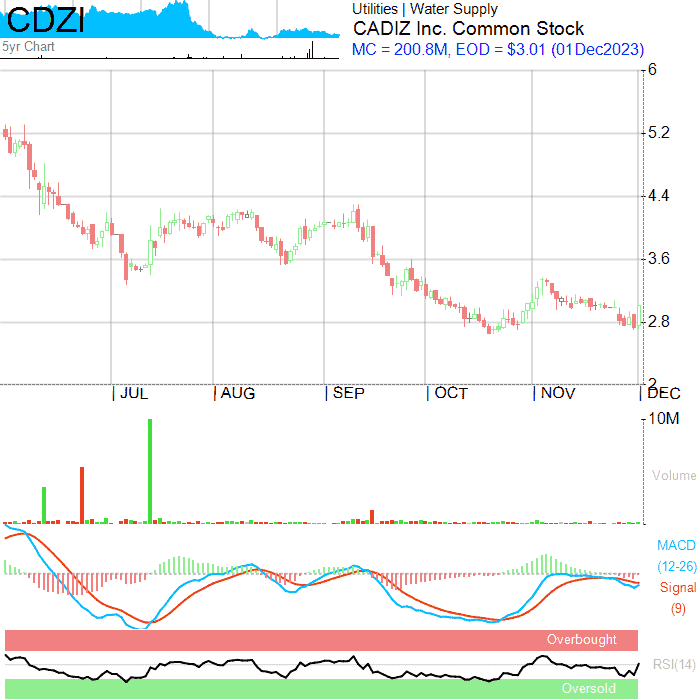 CDZI
5yr Chart
Utilities | Water Supply
CADIZ Inc. Common Stock
MC = 200.8M, EOD = $3.01 (01Dec2023)
6
5.2
4.4
3.6
2.8
2
| JUL | AUG | SEP | OCT | NOV | DEC
10M
Volume
MACD
(12-26)
Signal
(9)
Overbought
RSI(14)
Oversold